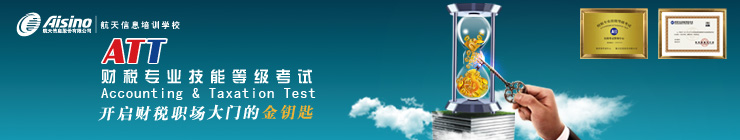 Aisino
航天信息股份有限公司
航天信息培训学校
ATT
财税专业技能等级考试
Accounting & Taxation Test
开启财税职场大门的金钥匙